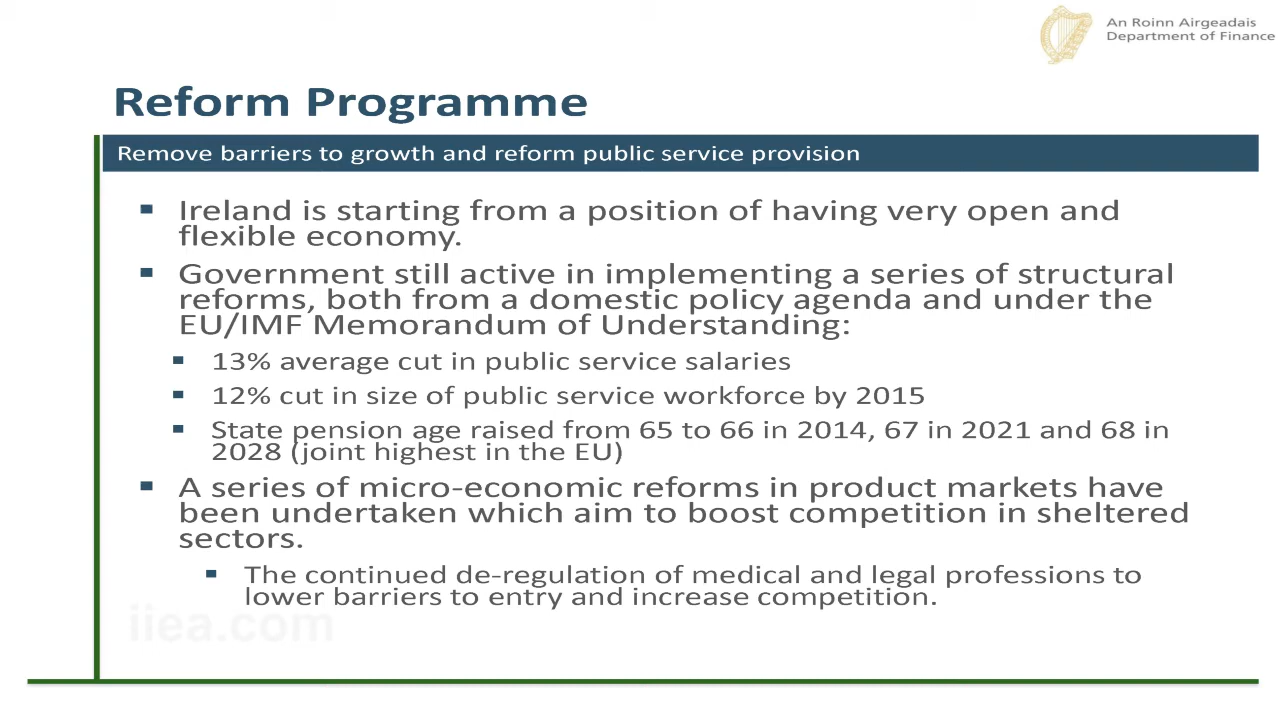 An Roinn Airgeadais
Department of Finance
Reform Programme
Remove barriers to growth and reform public service provision
Ireland is starting from a position of having very open and
flexible economy.
Government still active in implementing a series of structural
reforms, both from a domestic policy agenda and under the
EU/IMF Memorandum of Understanding:
13% average cut in public service salaries
12% cut in size of public service workforce by 2015
State pension age raised from 65 to 66 in 2014, 67 in 2021 and 68 in
2028 (joint highest in the EU)
A series of micro-economic reforms in product markets have
been undertaken which aim to boost competition in sheltered
sectors.
The continued de-regulation of medical and legal professions to
lower barriers to entry and increase competition.
iiea.com